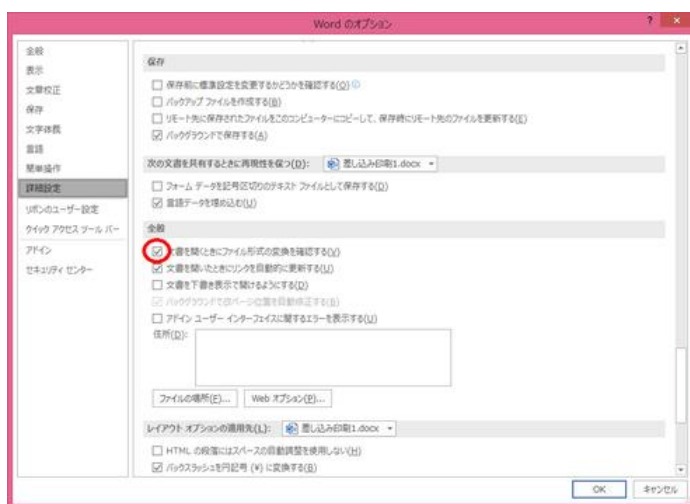 Word のオプション
?
全般
表示
文章校正
保存
文字体裁
言語
簡単操作
詳細設定
リボンのユーザー設定
クイック アクセス ツール バー
アドイン
セキュリティ センター
保存
保存前に標準設定を変更するかどうかを確認する(O)
バックアップ ファイルを作成する(B)
リモート先に保存されたファイルをこのコンピューターにコピーして、保存時にリモート先のファイルを更新する(E)
バックグラウンドで保存する(A)
次の文書を共有するときに再現性を保つ(D): 差し込み印刷1.docx
フォーム データを記号区切りのテキスト ファイルとして保存する(D)
言語データを埋め込む(U)
全般
文書を開くときにファイル形式の変換を確認する(V)
文書を開いたときにリンクを自動的に更新する(U)
文書を下書き表示で開けるようにする(D)
バックグラウンドで改ページ位置を自動修正する(B)
アドイン ユーザー インターフェイスに関するエラーを表示する(U)
住所(D):
ファイルの場所(F)... Web オプション(P)...
レイアウト オプションの適用先(L): 差し込み印刷1.docx
HTML の段落にはスペースの自動調整を使用しない(H)
バックスラッシュを円記号 (¥) に変換する(B)
OK キャンセル